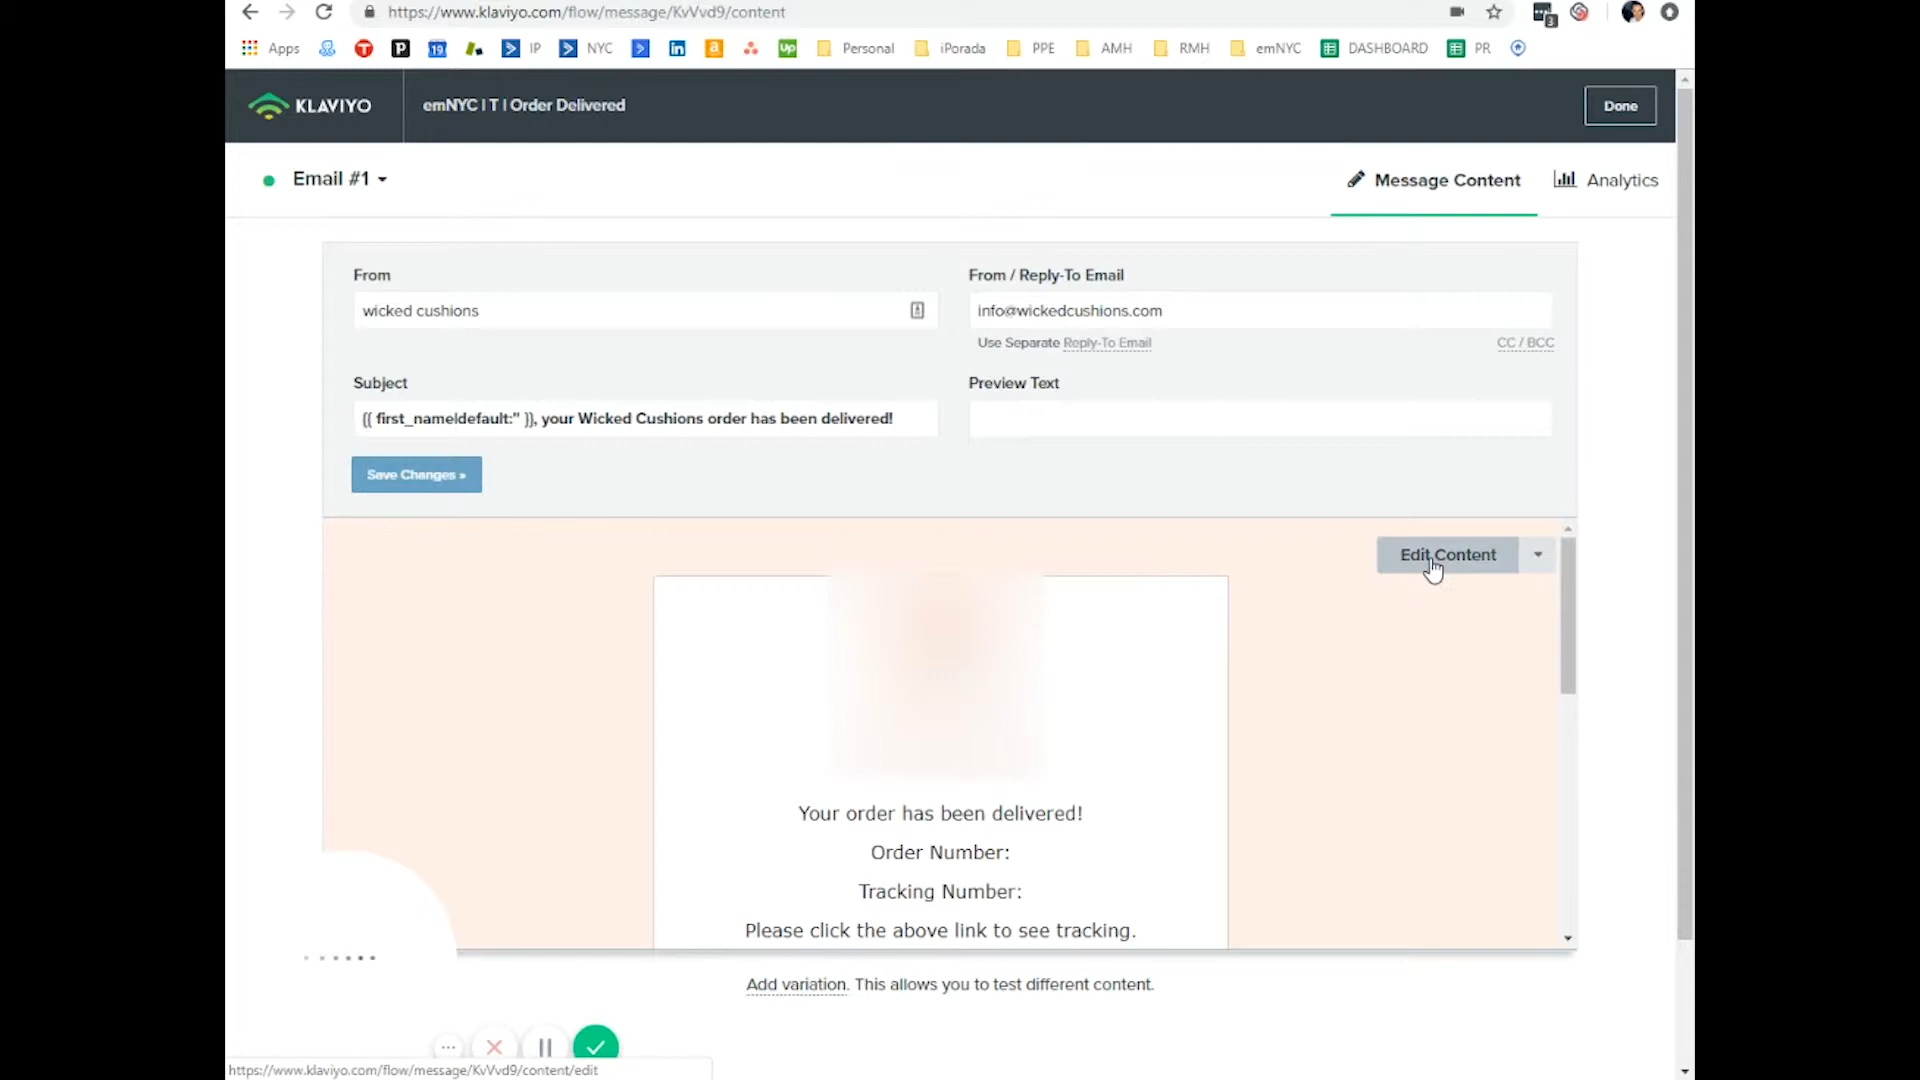 https://www.klaviyo.com/flow/message/KvVvd9/content
3
Apps
19
IP
NYC
in
a
up
Personal
iPorada
PPE
AMH
RMH
emNYC
DASHBOARD
PR
KLAVIYO
emNYC | T | Order Delivered
Done
Email #1
Message Content
Analytics
From
From / Reply-To Email
wicked cushions
info@wickedcushions.com
Use Separate Reply-To Email
CC / BCC
Subject
Preview Text
{{ first_name|default:'' }}, your Wicked Cushions order has been delivered!
Save Changes »
Edit Content
Your order has been delivered!
Order Number:
Tracking Number:
Please click the above link to see tracking.
Add variation. This allows you to test different content.
https://www.klaviyo.com/flow/message/KvVvd9/content/edit